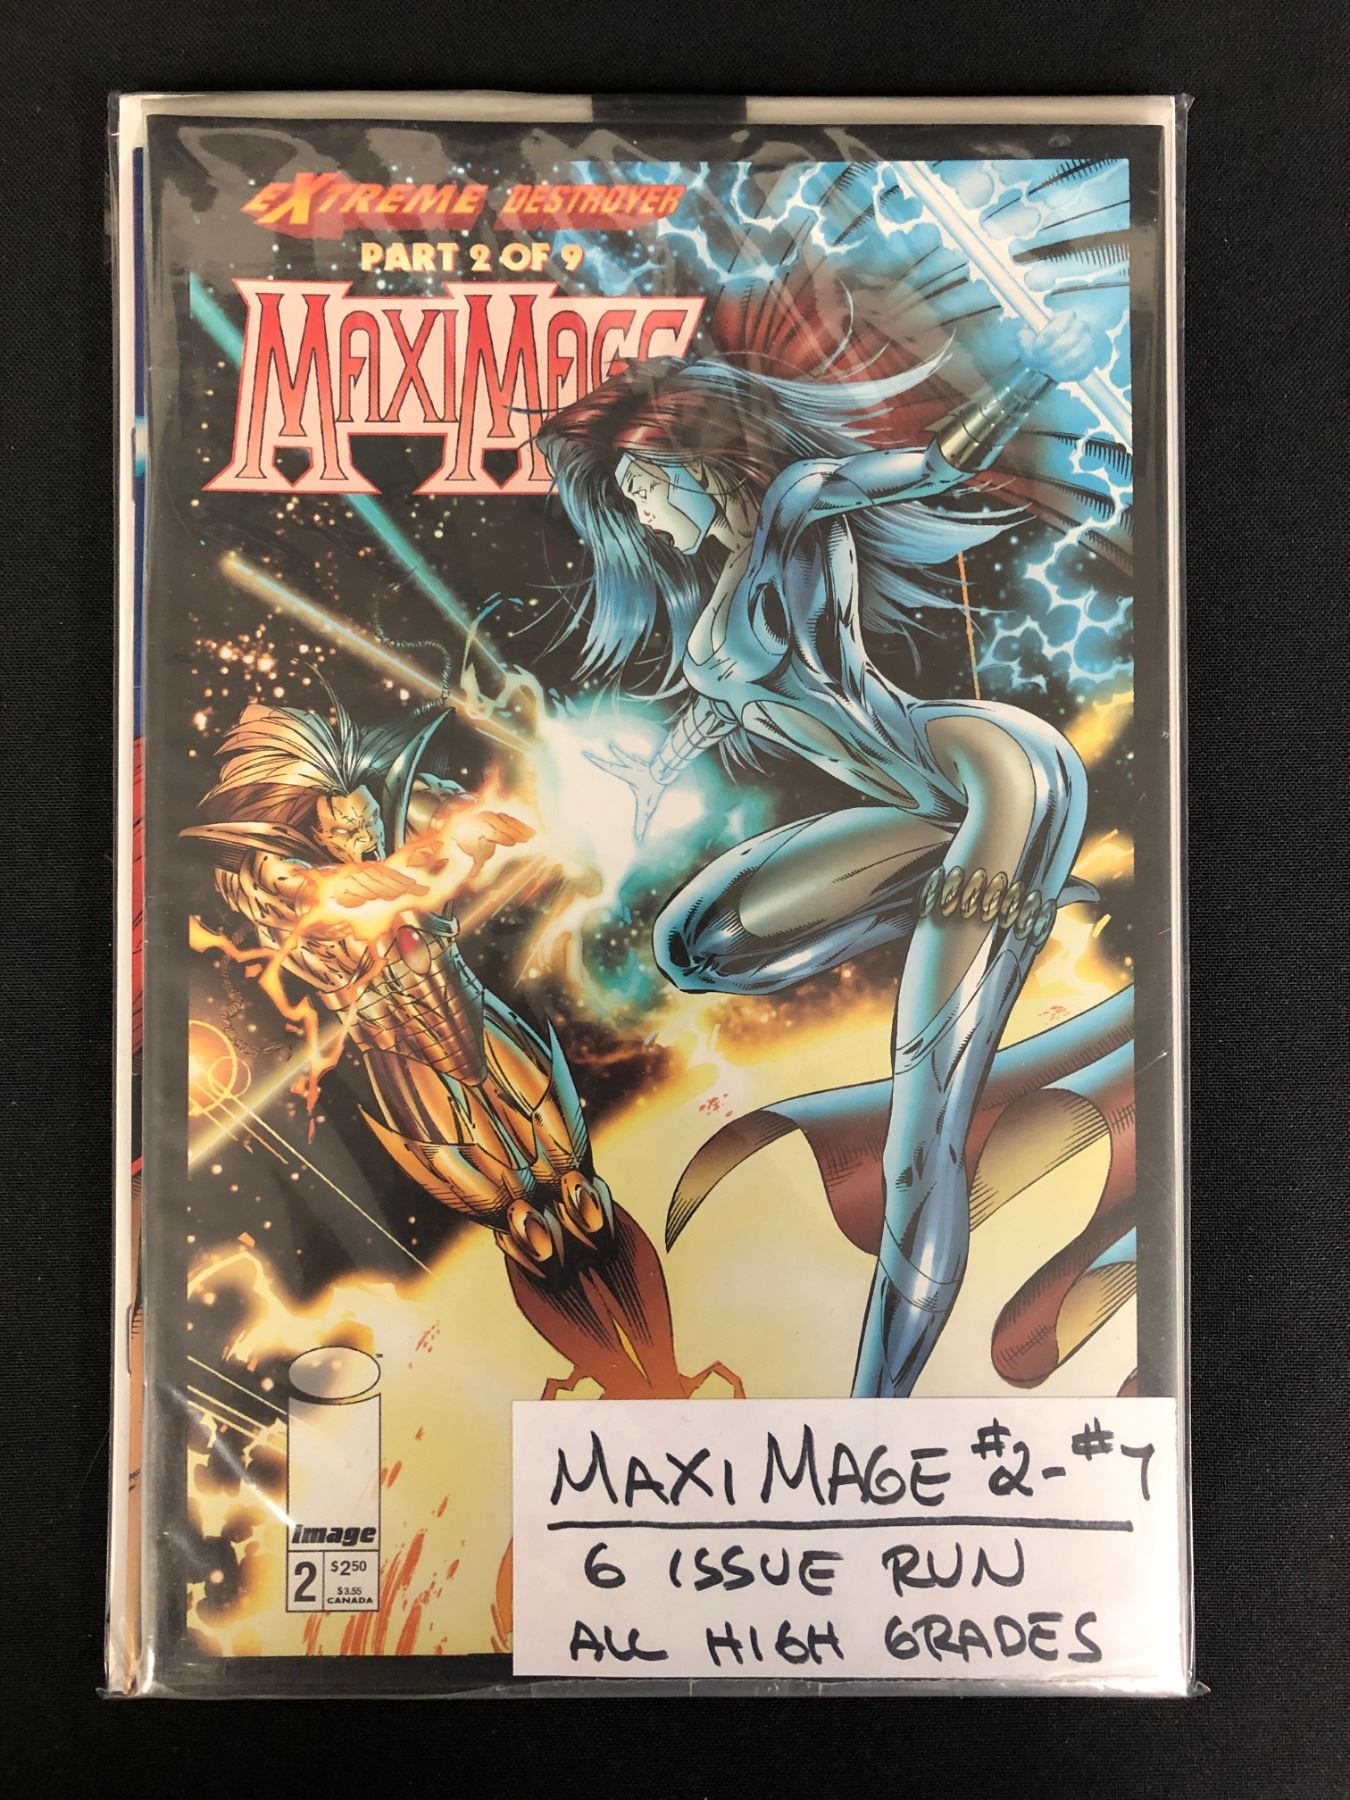 EXTREME DESTROYER
PART 2 OF 9
MAXIMAGE
image
2
$2.50
$3.55
CANADA
MAXI MAGE #2-#7
6 ISSUE RUN
ALL HIGH GRADES